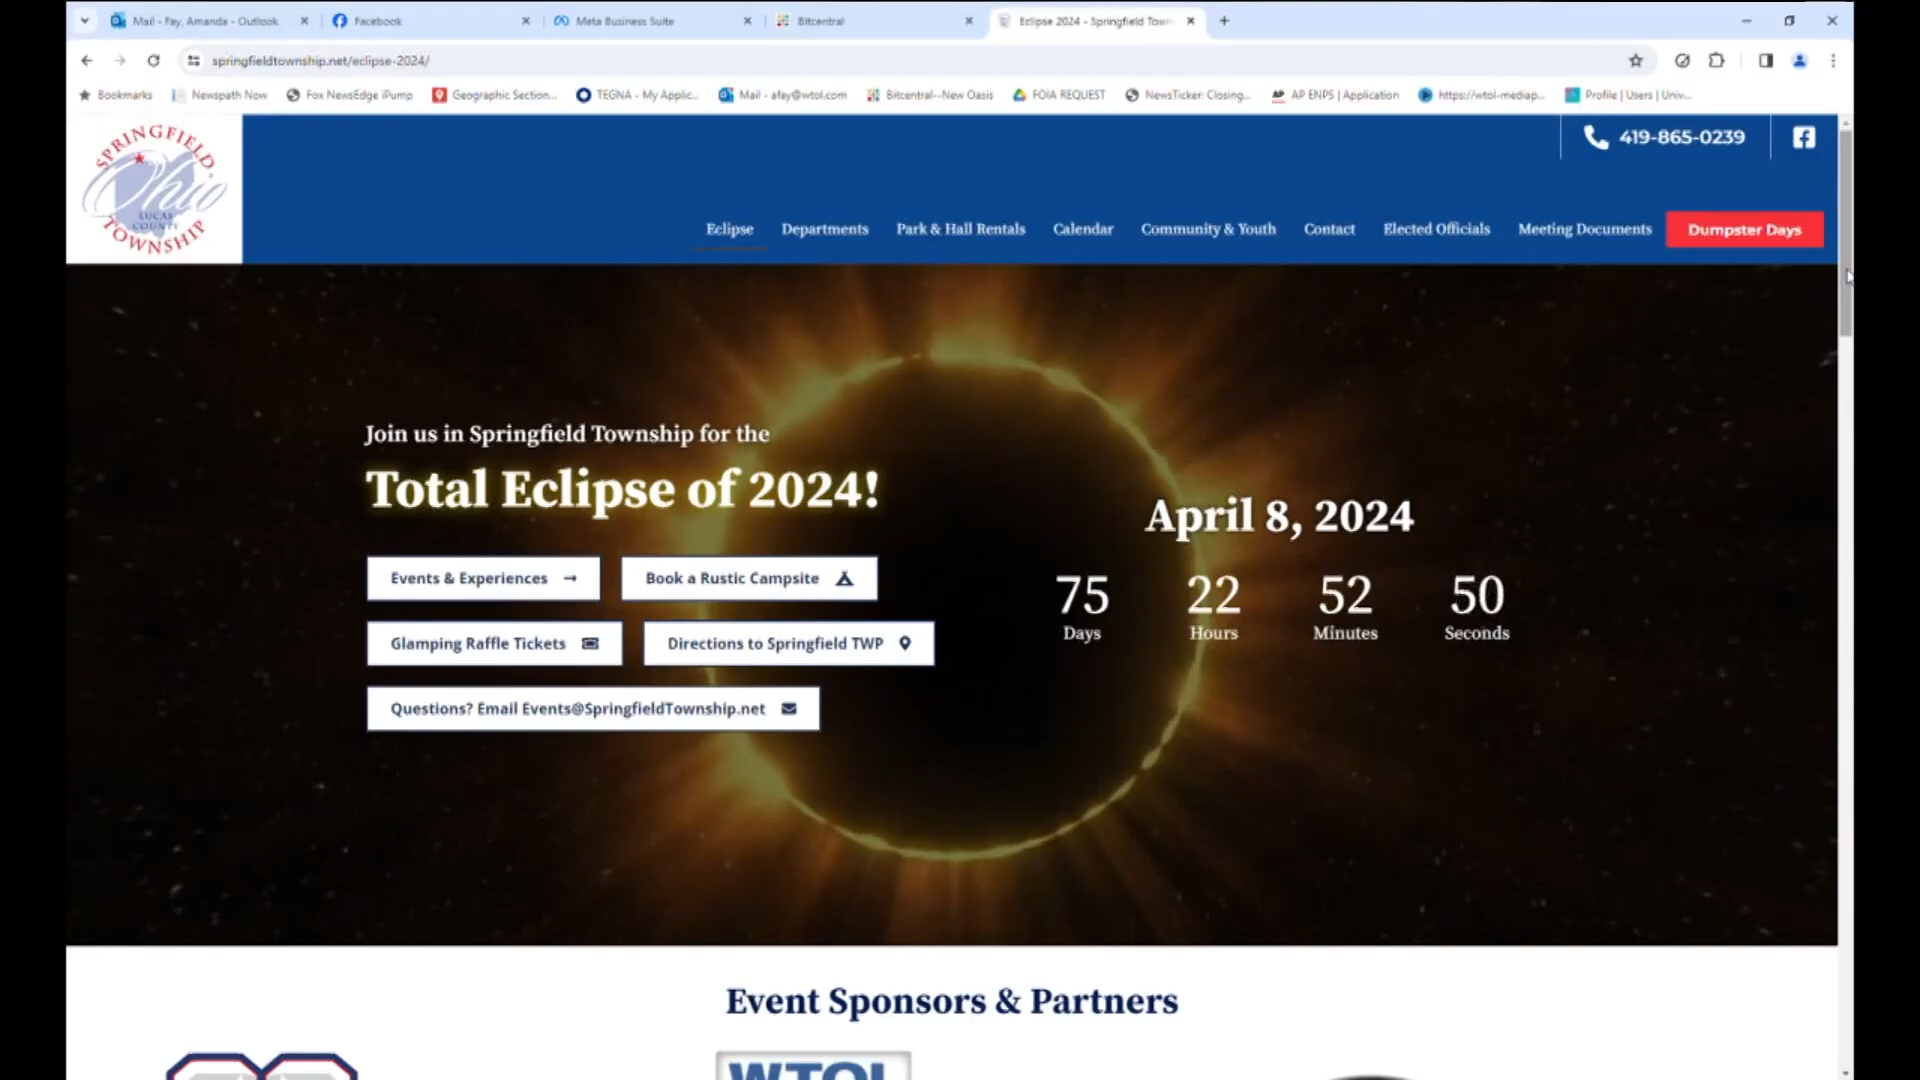 Mail - Fay, Amanda - Outlook
Facebook
Meta Business Suite
Bitcentral
Eclipse 2024 - Springfield Town
springfieldtownship.net/eclipse-2024/
Bookmarks
Newspath Now
Fox NewsEdge iPump
Geographic Section...
TEGNA - My Applic...
Mail - afay@wtol.com
Bitcentral--New Oasis
FOIA REQUEST
NewsTicker: Closing...
AP AP ENPS | Application
https://wtol-mediap...
Profile | Users | Univ...
SPRINGFIELD
Ohio
LUCAS
COUNTY
TOWNSHIP
419-865-0239
Eclipse
Departments
Park & Hall Rentals
Calendar
Community & Youth
Contact
Elected Officials
Meeting Documents
Dumpster Days
Join us in Springfield Township for the
Total Eclipse of 2024!
Events & Experiences →
Book a Rustic Campsite
Glamping Raffle Tickets
Directions to Springfield TWP
Questions? Email Events@SpringfieldTownship.net
April 8, 2024
75 22 52 50
Days Hours Minutes Seconds
Event Sponsors & Partners
WTOL